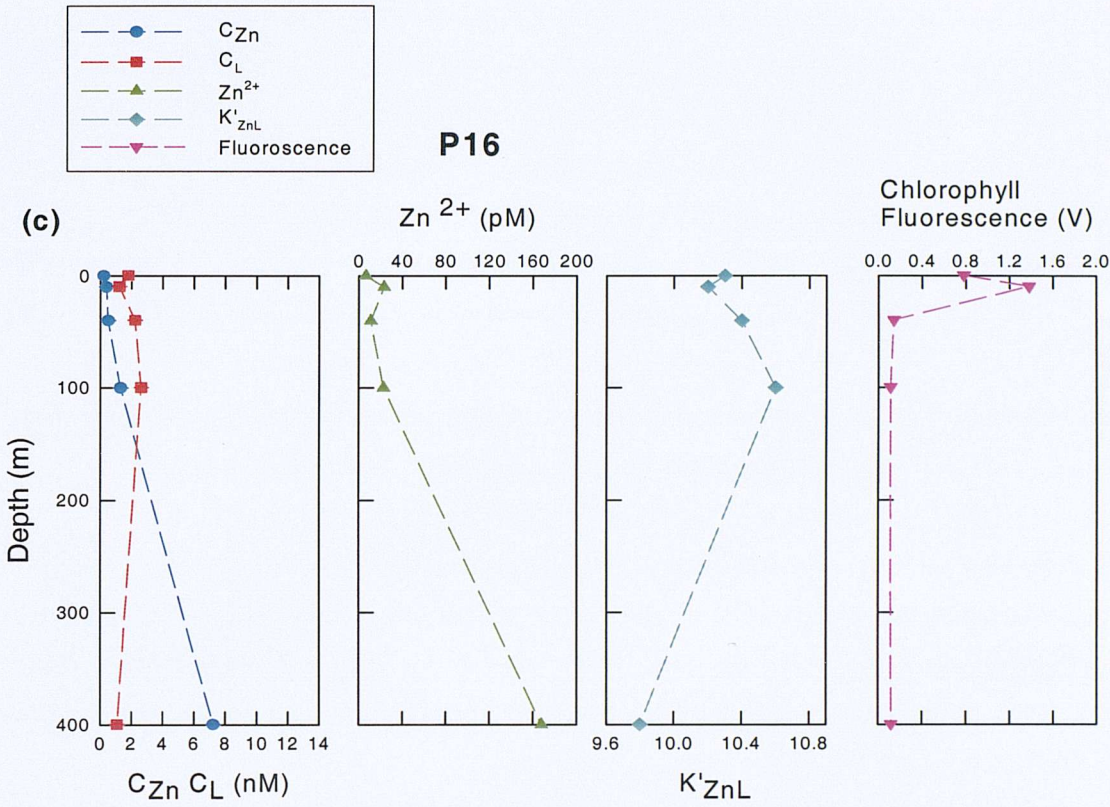 C_Zn
C_L
Zn²⁺
K'_ZnL
Fluoroscence
P16
(c)
Zn 2+ (pM)
Chlorophyll
Fluorescence (V)
0 40 80 120 160 200
0.0 0.4 0.8 1.2 1.6 2.0
0
100
200
300
400
Depth (m)
0 2 4 6 8 10 12 14
9.6 10.0 10.4 10.8
C_Zn C_L (nM)
K'_ZnL